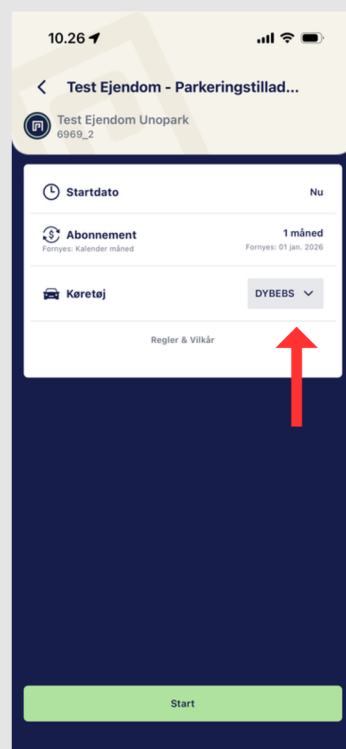 10.26
Test Ejendom - Parkeringstillad...
Test Ejendom Unopark
6969_2
Startdato
Nu
Abonnement
1 måned
Fornyes: Kalender måned
Fornyes: 01 jan. 2026
Køretøj
DYBEBS
Regler & Vilkår
Start